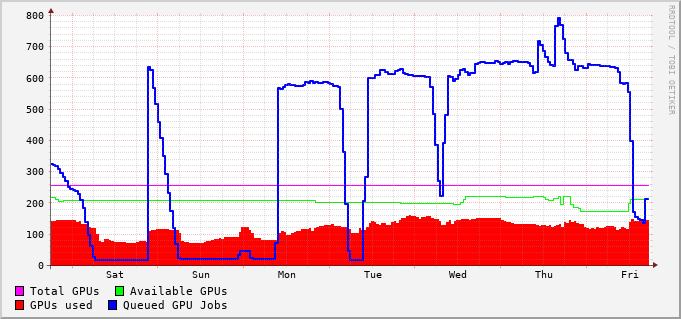 800
700
600
500
400
300
200
100
0
Sat Sun Mon Tue Wed Thu Fri
Total GPUs Available GPUs
GPUs used Queued GPU Jobs
RRDTOOL / TOBI OETIKER